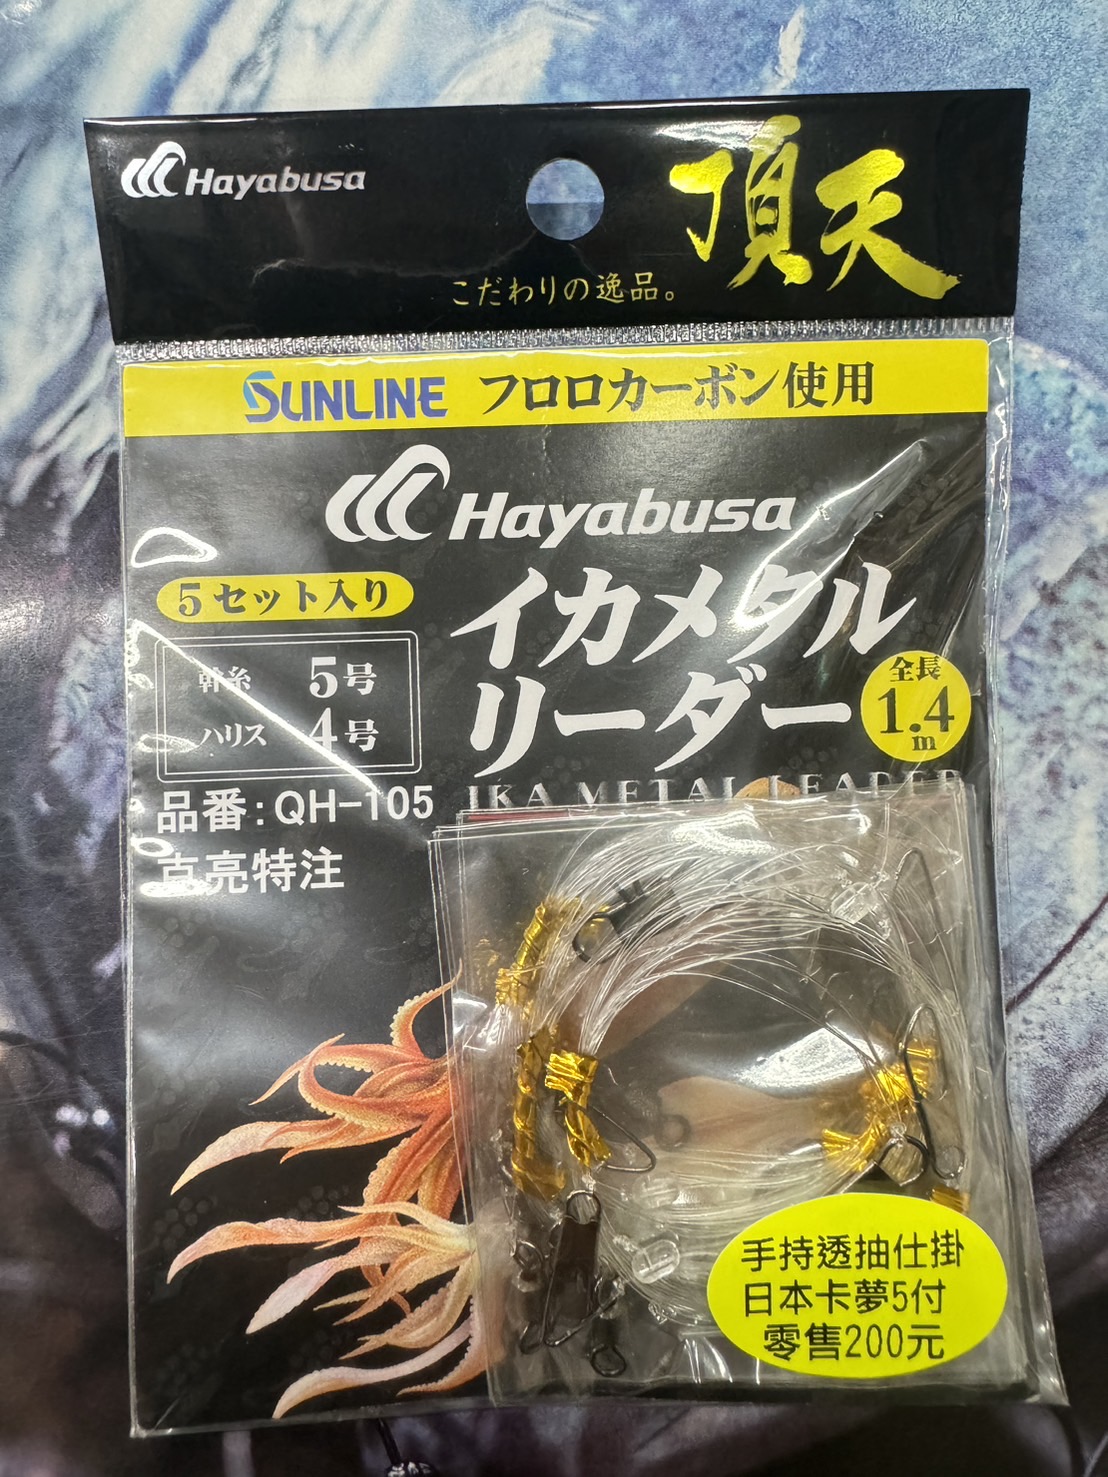 Hayabusa
頂天
こだわりの逸品。
SUNLINE フロロカーボン使用
Hayabusa
5セット入り
イカメタル
リーダー
全長
1.4
m
幹糸 5号
ハリス 4号
IKA METAL LEADER
品番:QH-105
古亮特注
手持透抽仕掛
日本卡夢5付
零售200元